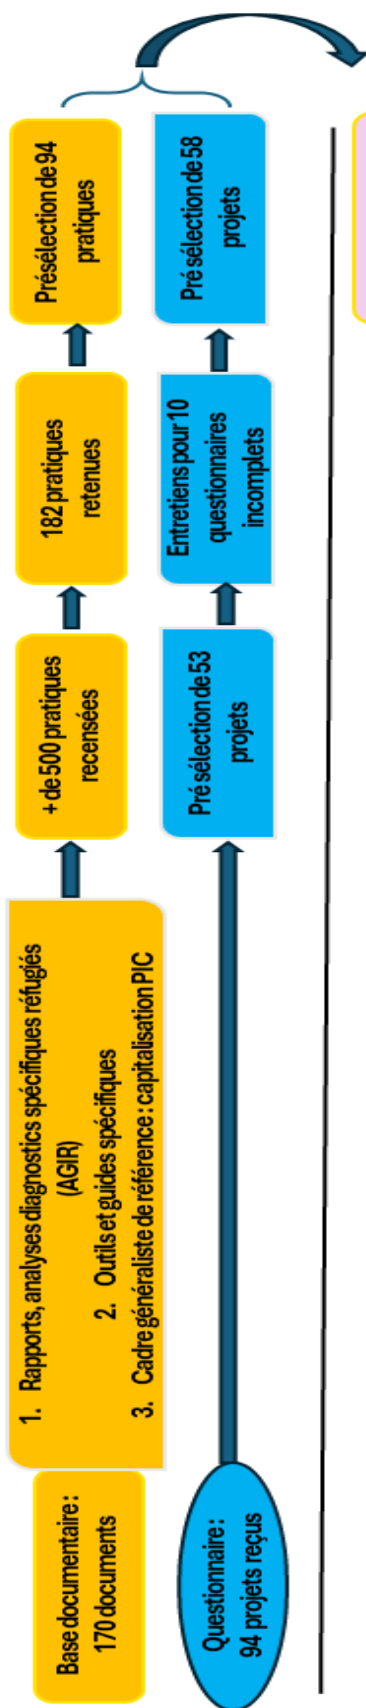 Base documentaire :
170 documents
1. Rapports, analyses diagnostics spécifiques réfugiés
(AGIR)
2. Outils et guides spécifiques
3. Cadre généraliste de référence : capitalisation PIC
+ de 500 pratiques
recensées
182 pratiques
retenues
Présélection de 94
pratiques
Questionnaire :
94 projets reçus
Pré sélection de 53
projets
Entretiens pour 10
questionnaires
incomplets
Pré sélection de 58
projets